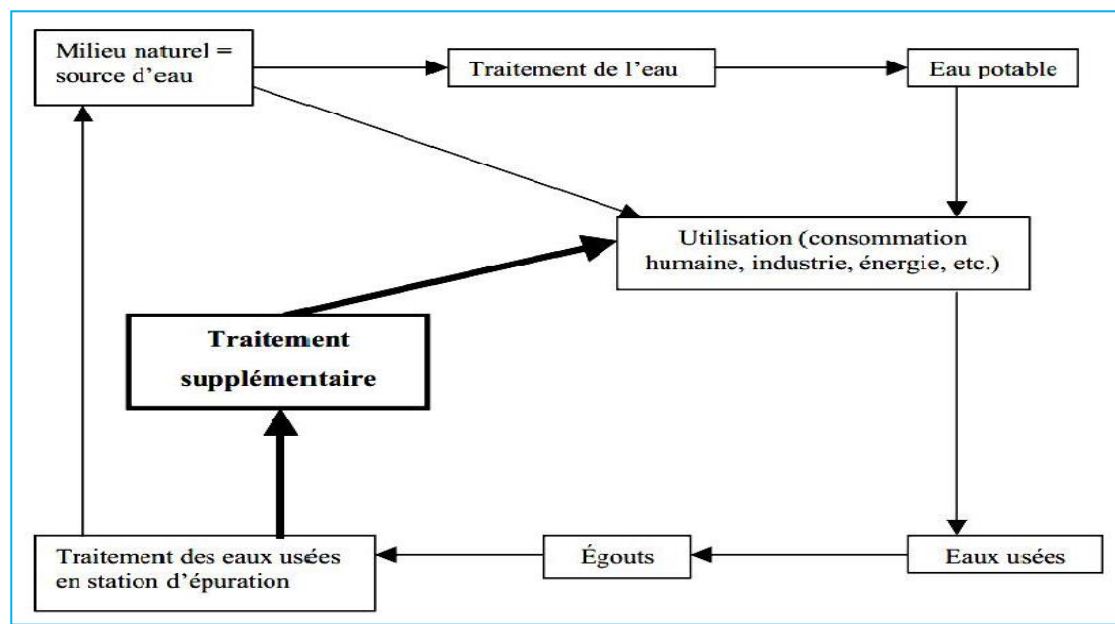 Milieu naturel =
source d'eau
Traitement de l'eau
Eau potable
Utilisation (consommation
humaine, industrie, énergie, etc.)
Traitement
supplémentaire
Traitement des eaux usées
en station d'épuration
Égouts
Eaux usées